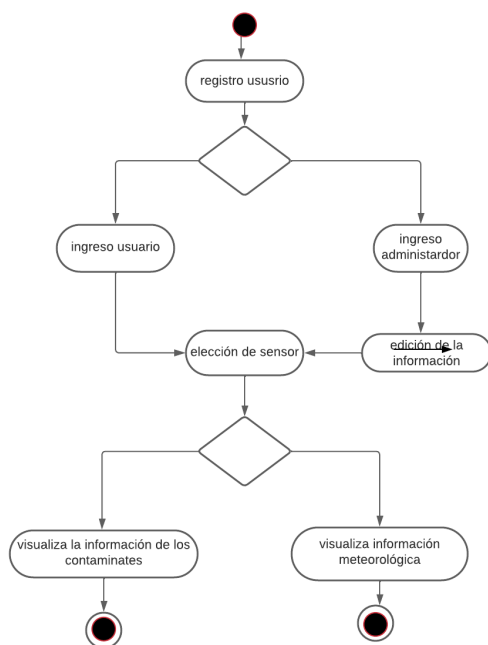 registro ususrio
ingreso usuario
ingreso
administardor
elección de sensor
edición de la
información
visualiza la información de los
contaminates
visualiza información
meteorológica